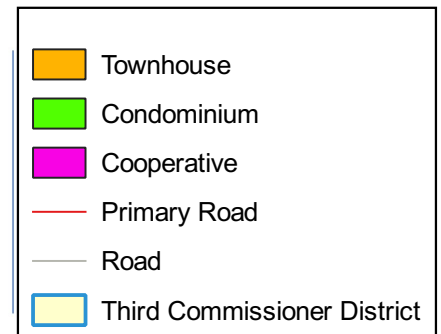 Townhouse
Condominium
Cooperative
Primary Road
Road
Third Commissioner District